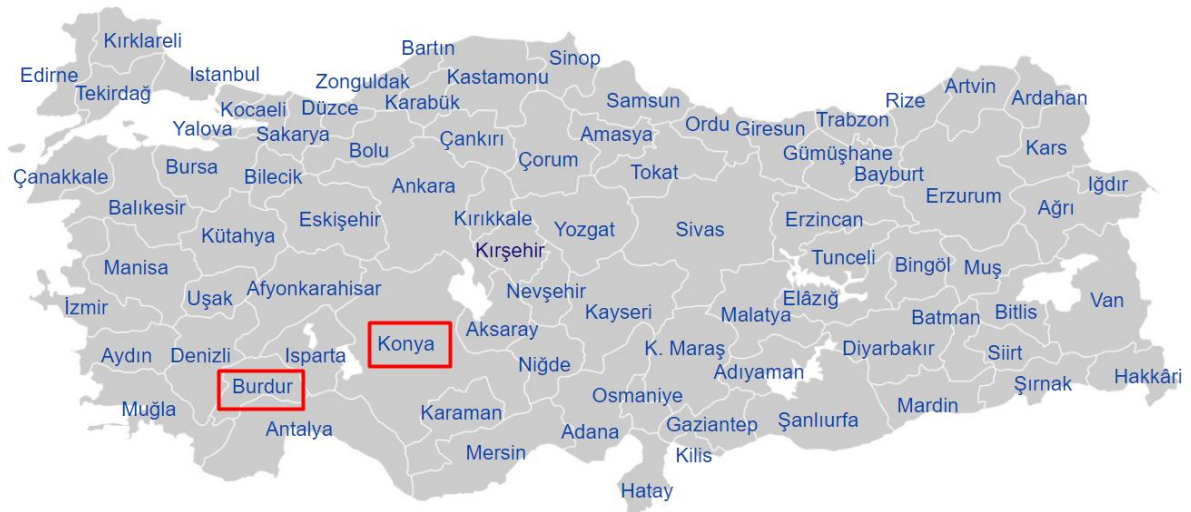 Kırklareli
Bartın
Sinop
Edirne
Istanbul
Zonguldak
Kastamonu
Tekirdağ
Kocaeli
Düzce
Karabük
Samsun
Rize
Artvin
Ardahan
Yalova
Sakarya
Çankırı
Amasya
Ordu
Giresun
Trabzon
Bolu
Çorum
Gümüşhane
Kars
Çanakkale
Bursa
Bilecik
Ankara
Tokat
Bayburt
Iğdır
Balıkesir
Eskişehir
Kırıkkale
Yozgat
Sivas
Erzincan
Erzurum
Ağrı
Kütahya
Kırşehir
Tunceli
Bingöl
Muş
Manisa
Uşak
Afyonkarahisar
Nevşehir
Elâzığ
Van
İzmir
Aksaray
Kayseri
Malatya
Batman
Bitlis
Aydın
Denizli
Isparta
Konya
Niğde
K. Maraş
Diyarbakır
Siirt
Burdur
Adıyaman
Şırnak
Hakkâri
Muğla
Antalya
Karaman
Osmaniye
Gaziantep
Şanlıurfa
Mardin
Mersin
Adana
Kilis
Hatay